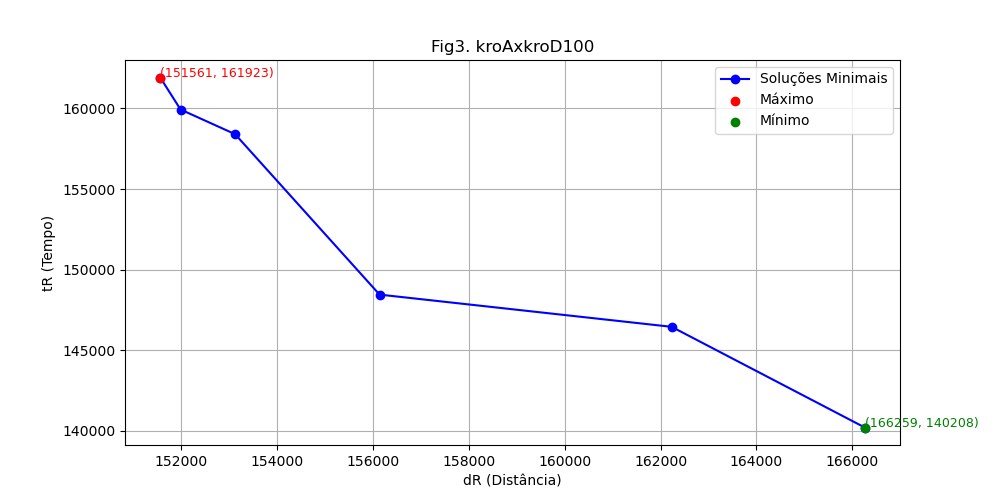 Fig3. kroAxkroD100
(151561, 161923)
Soluções Minimais
Máximo
Mínimo
160000
155000
150000
145000
140000
tR (Tempo)
(166259, 140208)
152000 154000 156000 158000 160000 162000 164000 166000
dR (Distância)